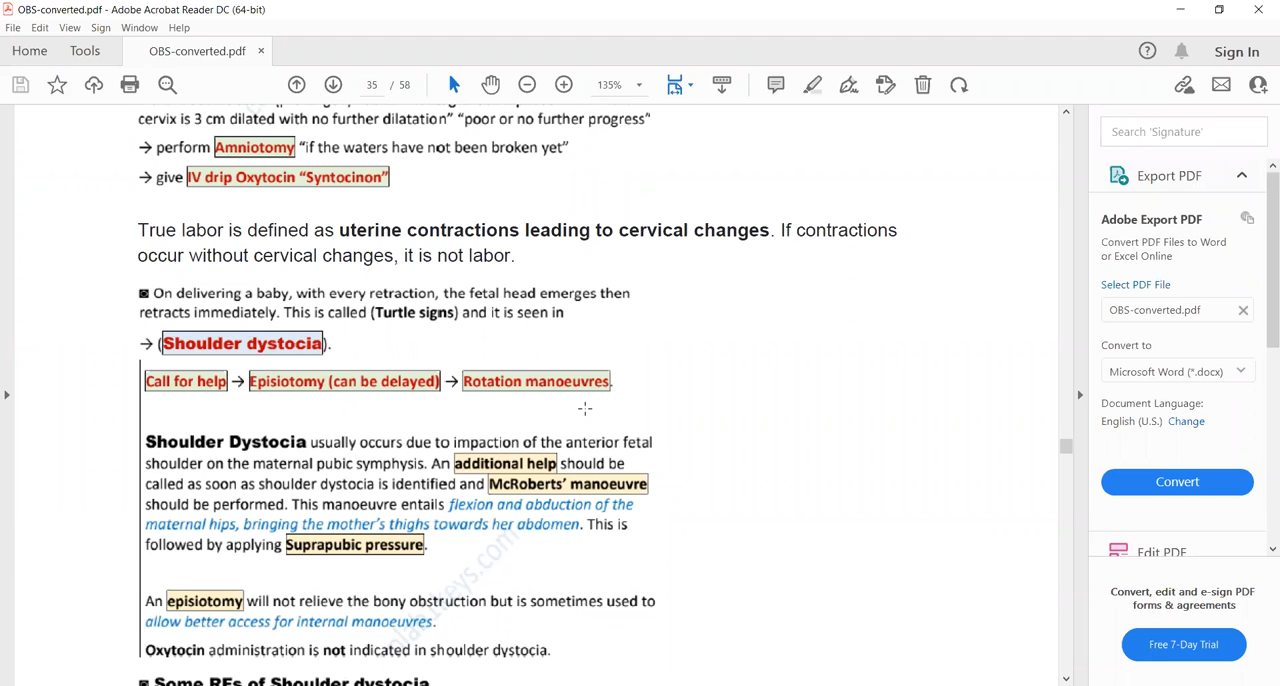 OBS-converted.pdf - Adobe Acrobat Reader DC (64-bit)
File Edit View Sign Window Help
Home Tools OBS-converted.pdf × Sign In
35 / 58 135%
cervix is 3 cm dilated with no further dilatation” “poor or no further progress”
→ perform Amniotomy “if the waters have not been broken yet”
→ give IV drip Oxytocin “Syntocinon”
True labor is defined as uterine contractions leading to cervical changes. If contractions
occur without cervical changes, it is not labor.
◙ On delivering a baby, with every retraction, the fetal head emerges then
retracts immediately. This is called (Turtle signs) and it is seen in
→ (Shoulder dystocia).
Call for help → Episiotomy (can be delayed) → Rotation manoeuvres.
Shoulder Dystocia usually occurs due to impaction of the anterior fetal
shoulder on the maternal pubic symphysis. An additional help should be
called as soon as shoulder dystocia is identified and McRoberts’ manoeuvre
should be performed. This manoeuvre entails flexion and abduction of the
maternal hips, bringing the mother’s thighs towards her abdomen. This is
followed by applying Suprapubic pressure.
An episiotomy will not relieve the bony obstruction but is sometimes used to
allow better access for internal manoeuvres.
Oxytocin administration is not indicated in shoulder dystocia.
◙ Some RFs of Shoulder dystocia
Search 'Signature'
Export PDF
Adobe Export PDF
Convert PDF Files to Word
or Excel Online
Select PDF File
OBS-converted.pdf
Convert to
Microsoft Word (*.docx)
Document Language:
English (U.S.) Change
Convert
Edit PDF
Convert, edit and e-sign PDF
forms & agreements
Free 7-Day Trial